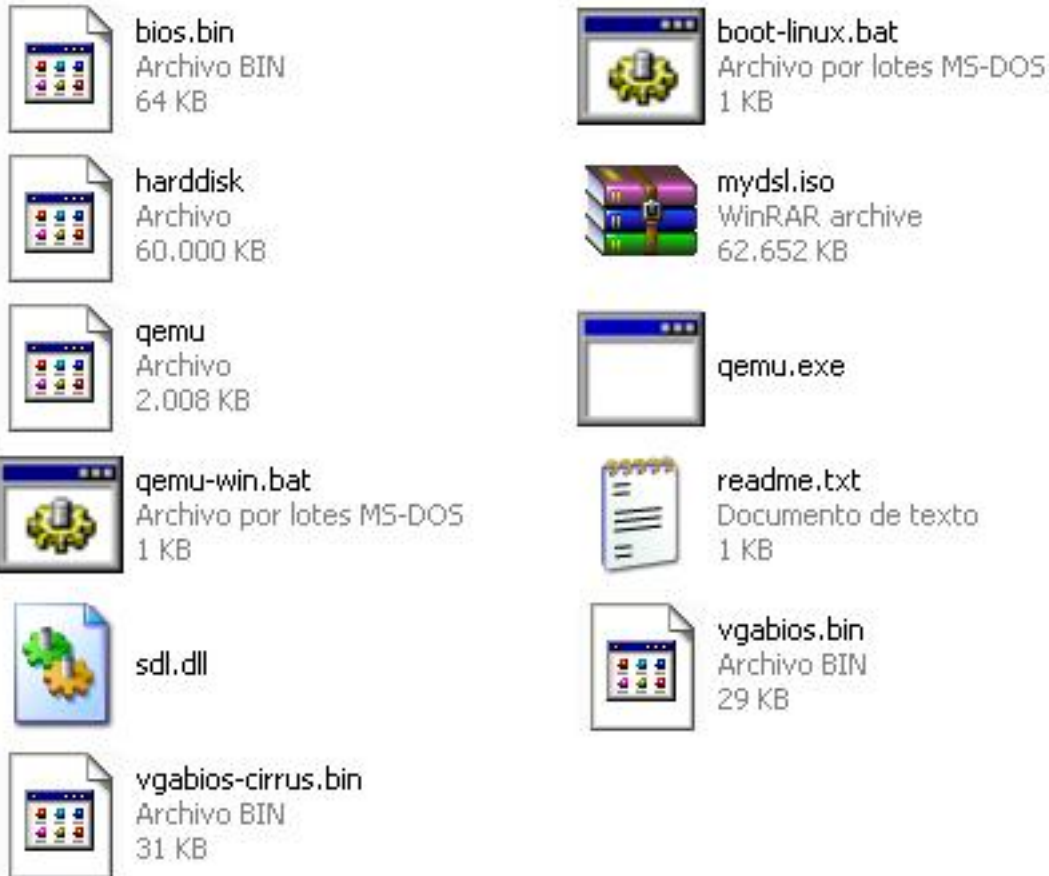 bios.bin
Archivo BIN
64 KB
boot-linux.bat
Archivo por lotes MS-DOS
1 KB
harddisk
Archivo
60.000 KB
mydsl.iso
WinRAR archive
62.652 KB
qemu
Archivo
2.008 KB
qemu.exe
qemu-win.bat
Archivo por lotes MS-DOS
1 KB
readme.txt
Documento de texto
1 KB
sdl.dll
vgabios.bin
Archivo BIN
29 KB
vgabios-cirrus.bin
Archivo BIN
31 KB